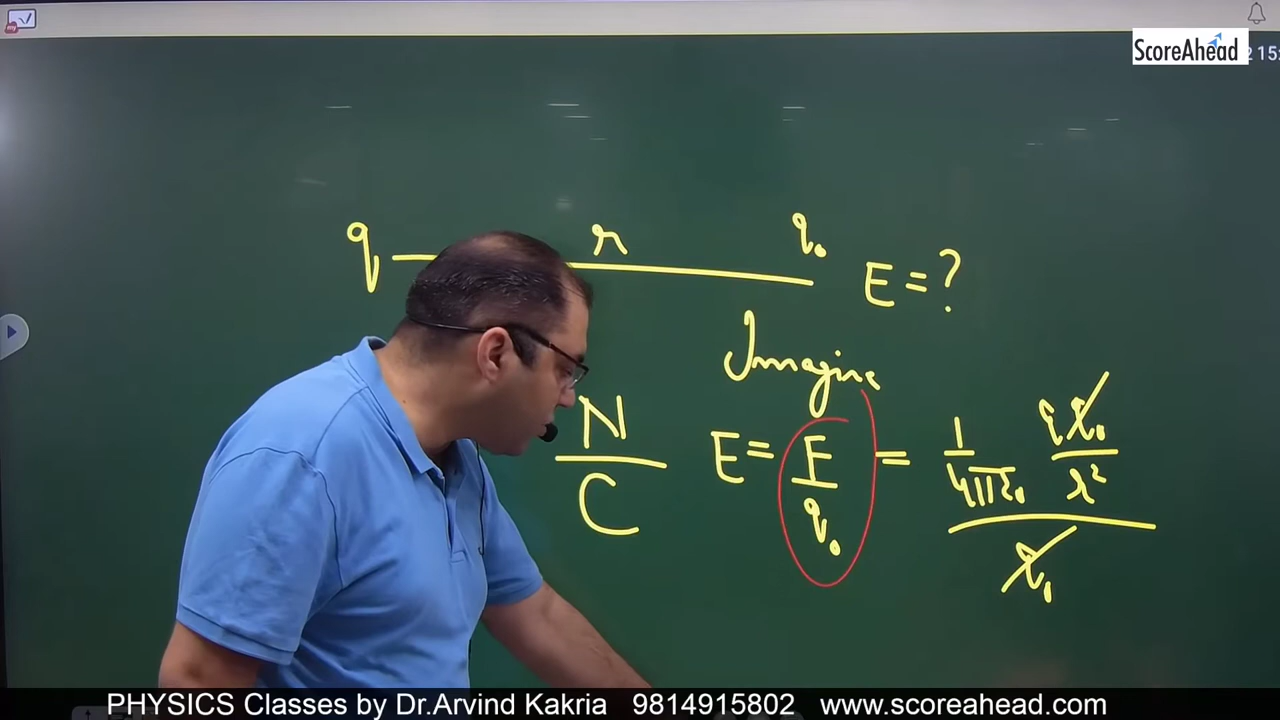 ScoreAhead
15:
q r q₀
E = ?
Imagine
N/C E = F/q₀ = (1/4πε₀ qq₀/r²)/q₀
PHYSICS Classes by Dr.Arvind Kakria 9814915802 www.scoreahead.com